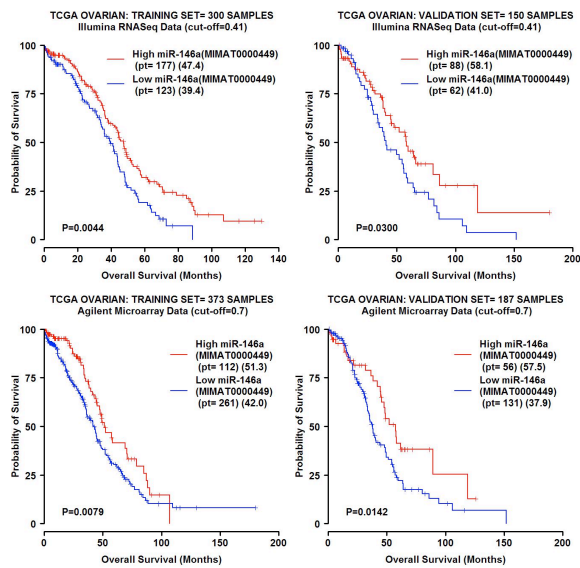 TCGA OVARIAN: TRAINING SET= 300 SAMPLES
Illumina RNASeq Data (cut-off=0.41)
High miR-146a(MIMAT0000449)
(pt= 177) (47.4)
Low miR-146a(MIMAT0000449)
(pt= 123) (39.4)
Probability of Survival
100
75
50
25
0
P=0.0044
0 20 40 60 80 100 120 140
Overall Survival (Months)
TCGA OVARIAN: VALIDATION SET= 150 SAMPLES
Illumina RNASeq Data (cut-off=0.41)
High miR-146a(MIMAT0000449)
(pt= 88) (58.1)
Low miR-146a(MIMAT0000449)
(pt= 62) (41.0)
Probability of Survival
100
75
50
25
0
P=0.0300
0 50 100 150 200
Overall Survival (Months)
TCGA OVARIAN: TRAINING SET= 373 SAMPLES
Agilent Microarray Data (cut-off=0.7)
High miR-146a
(MIMAT0000449)
(pt= 112) (51.3)
Low miR-146a
(MIMAT0000449)
(pt= 261) (42.0)
Probability of Survival
100
75
50
25
0
P=0.0079
0 50 100 150 200
Overall Survival (Months)
TCGA OVARIAN: VALIDATION SET= 187 SAMPLES
Agilent Microarray Data (cut-off=0.7)
High miR-146a
(MIMAT0000449)
(pt= 56) (57.5)
Low miR-146a
(MIMAT0000449)
(pt= 131) (37.9)
Probability of Survival
100
75
50
25
0
P=0.0142
0 50 100 150 200
Overall Survival (Months)